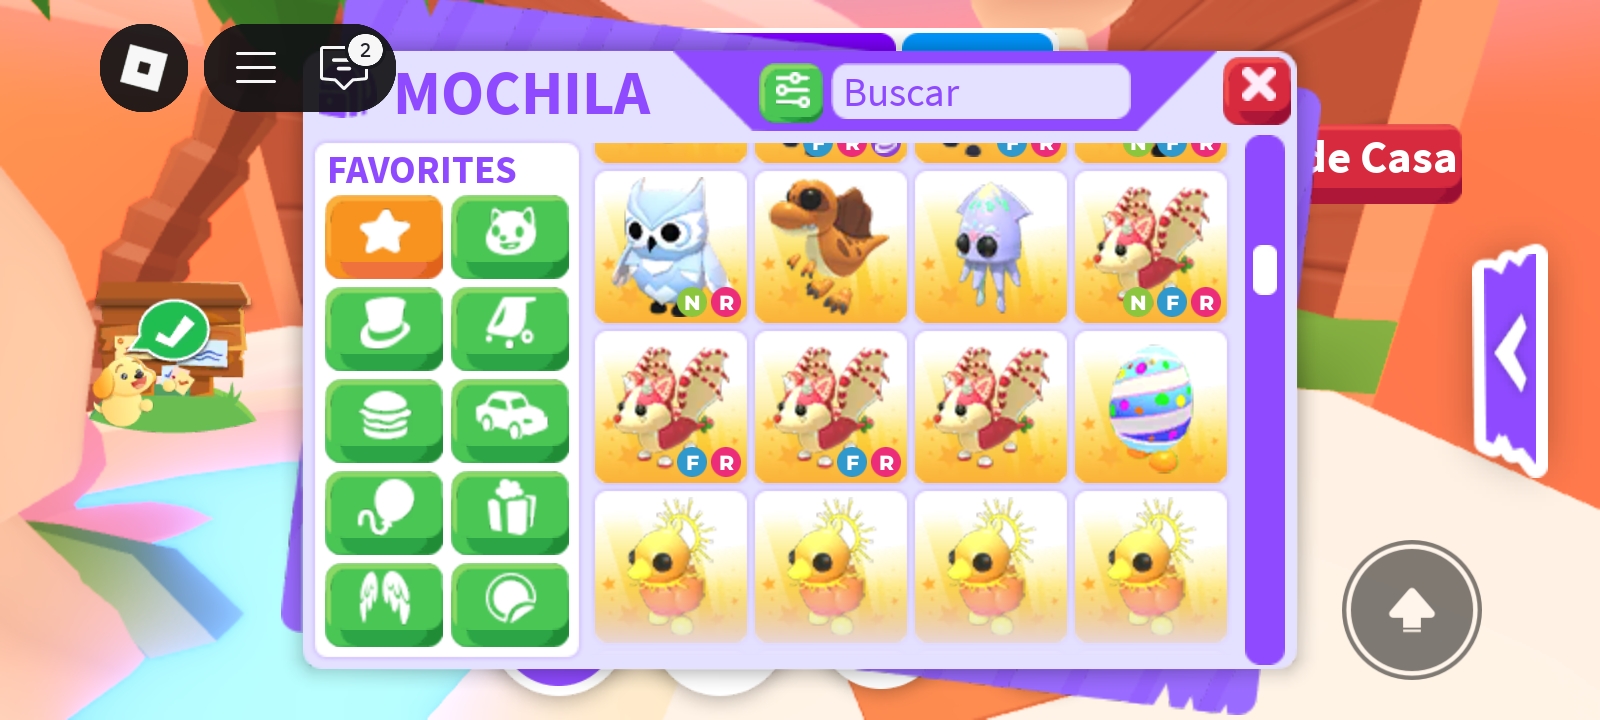 2
MOCHILA
Buscar
FAVORITES
de Casa
F R
F R
N F R
N R
N F R
F R
F R